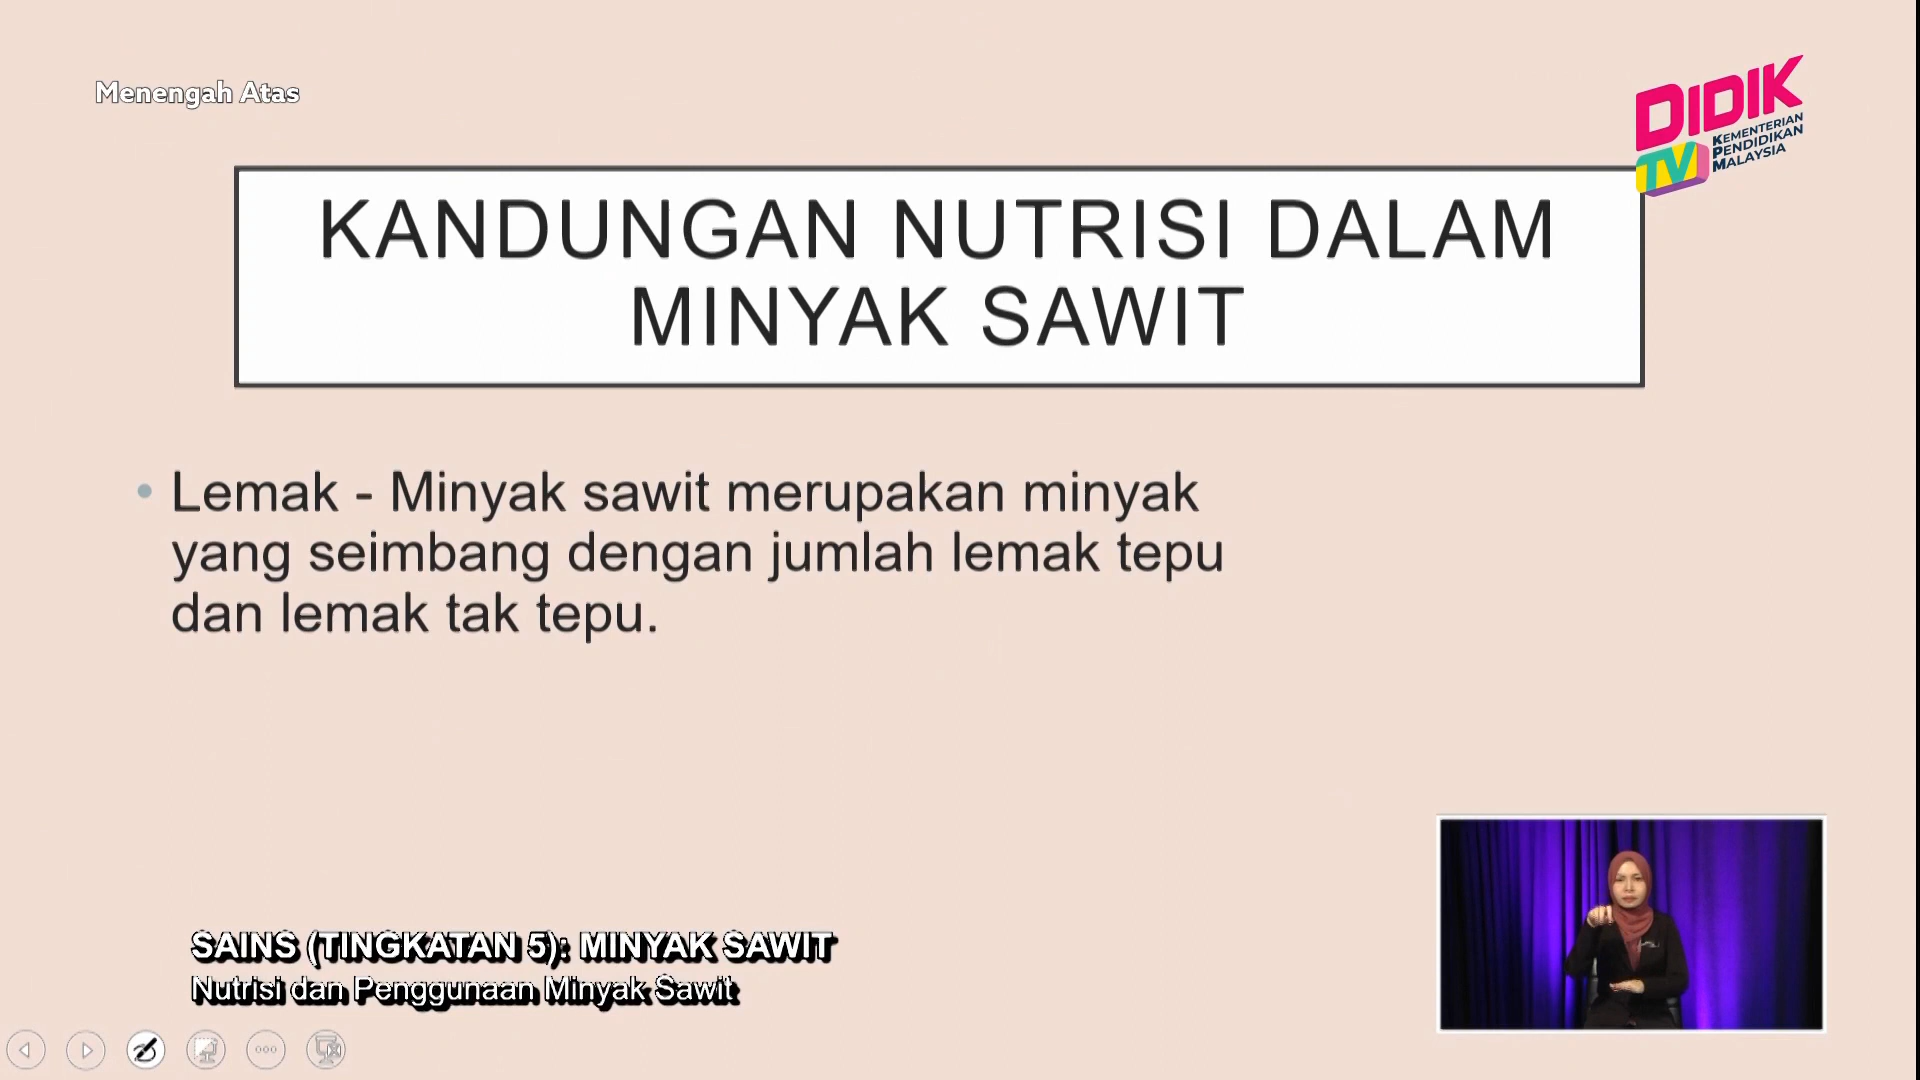 Menengah Atas
DIDIK
TV
KEMENTERIAN
PENDIDIKAN
MALAYSIA
KANDUNGAN NUTRISI DALAM
MINYAK SAWIT
• Lemak - Minyak sawit merupakan minyak
yang seimbang dengan jumlah lemak tepu
dan lemak tak tepu.
SAINS (TINGKATAN 5): MINYAK SAWIT
Nutrisi dan Penggunaan Minyak Sawit